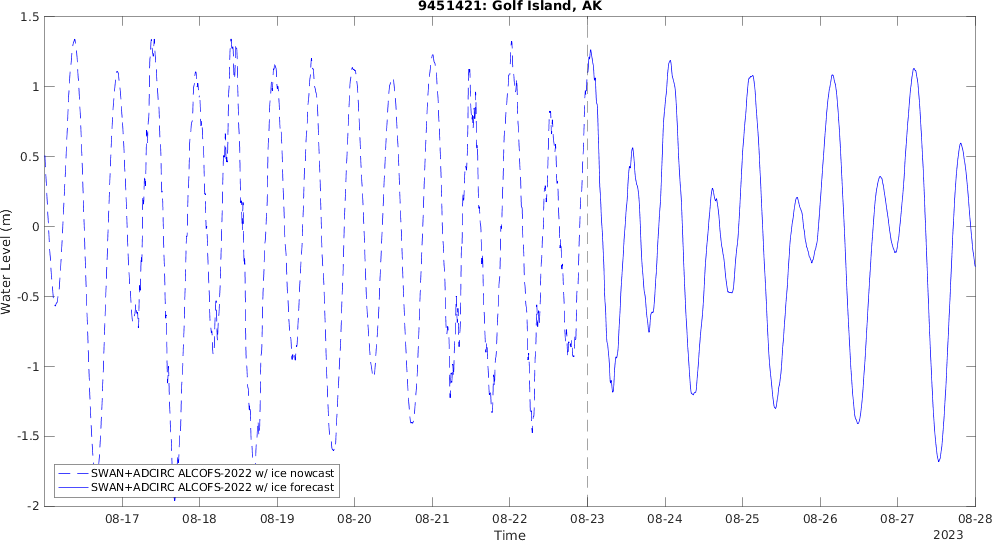 9451421: Golf Island, AK
Water Level (m)
1.5
1
0.5
0
-0.5
-1
-1.5
-2
SWAN+ADCIRC ALCOFS-2022 w/ ice nowcast
SWAN+ADCIRC ALCOFS-2022 w/ ice forecast
08-17 08-18 08-19 08-20 08-21 08-22 08-23 08-24 08-25 08-26 08-27 08-28
Time
2023